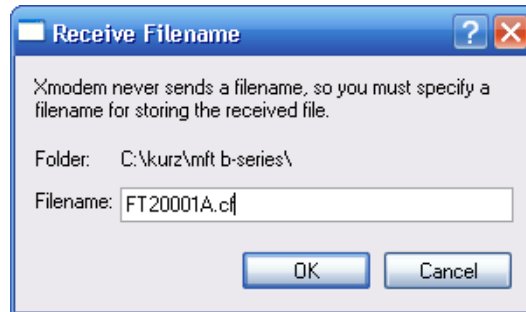 Receive Filename
Xmodem never sends a filename, so you must specify a
filename for storing the received file.
Folder: C:\kurz\mft b-series\
Filename: FT20001A.cf
OK Cancel